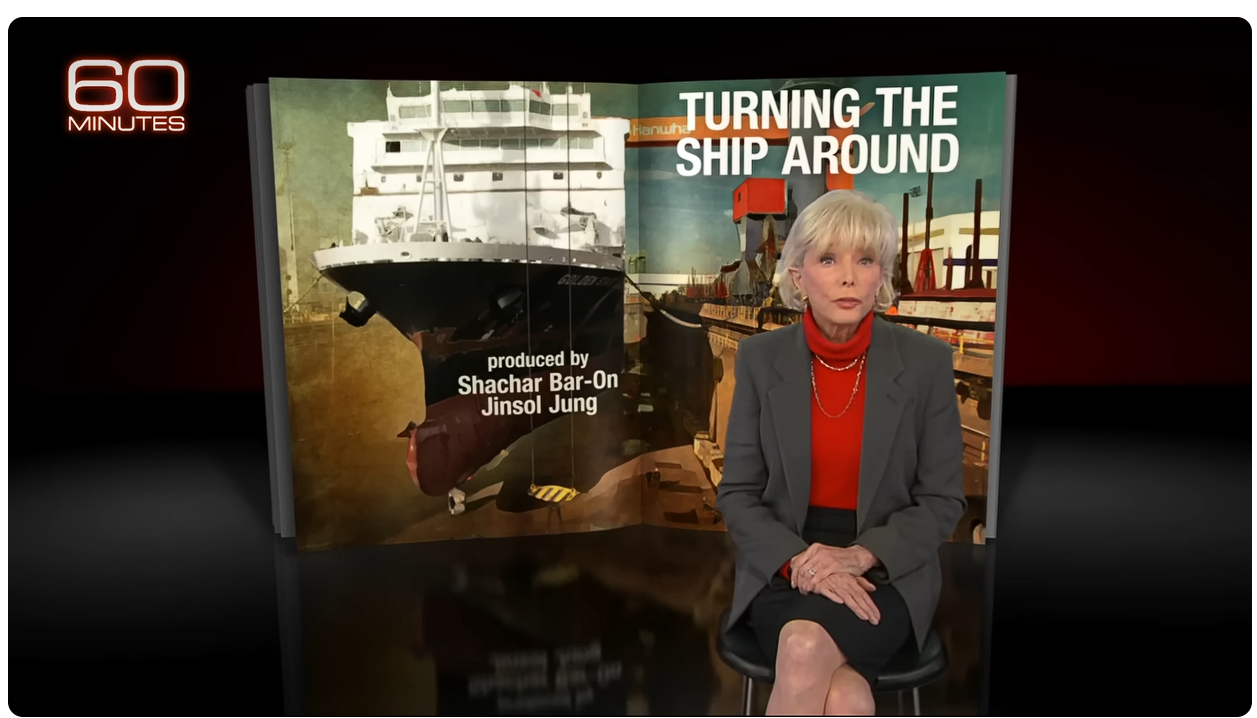 60
MINUTES
Hanwha
TURNING THE
SHIP AROUND
produced by
Shachar Bar-On
Jinsol Jung